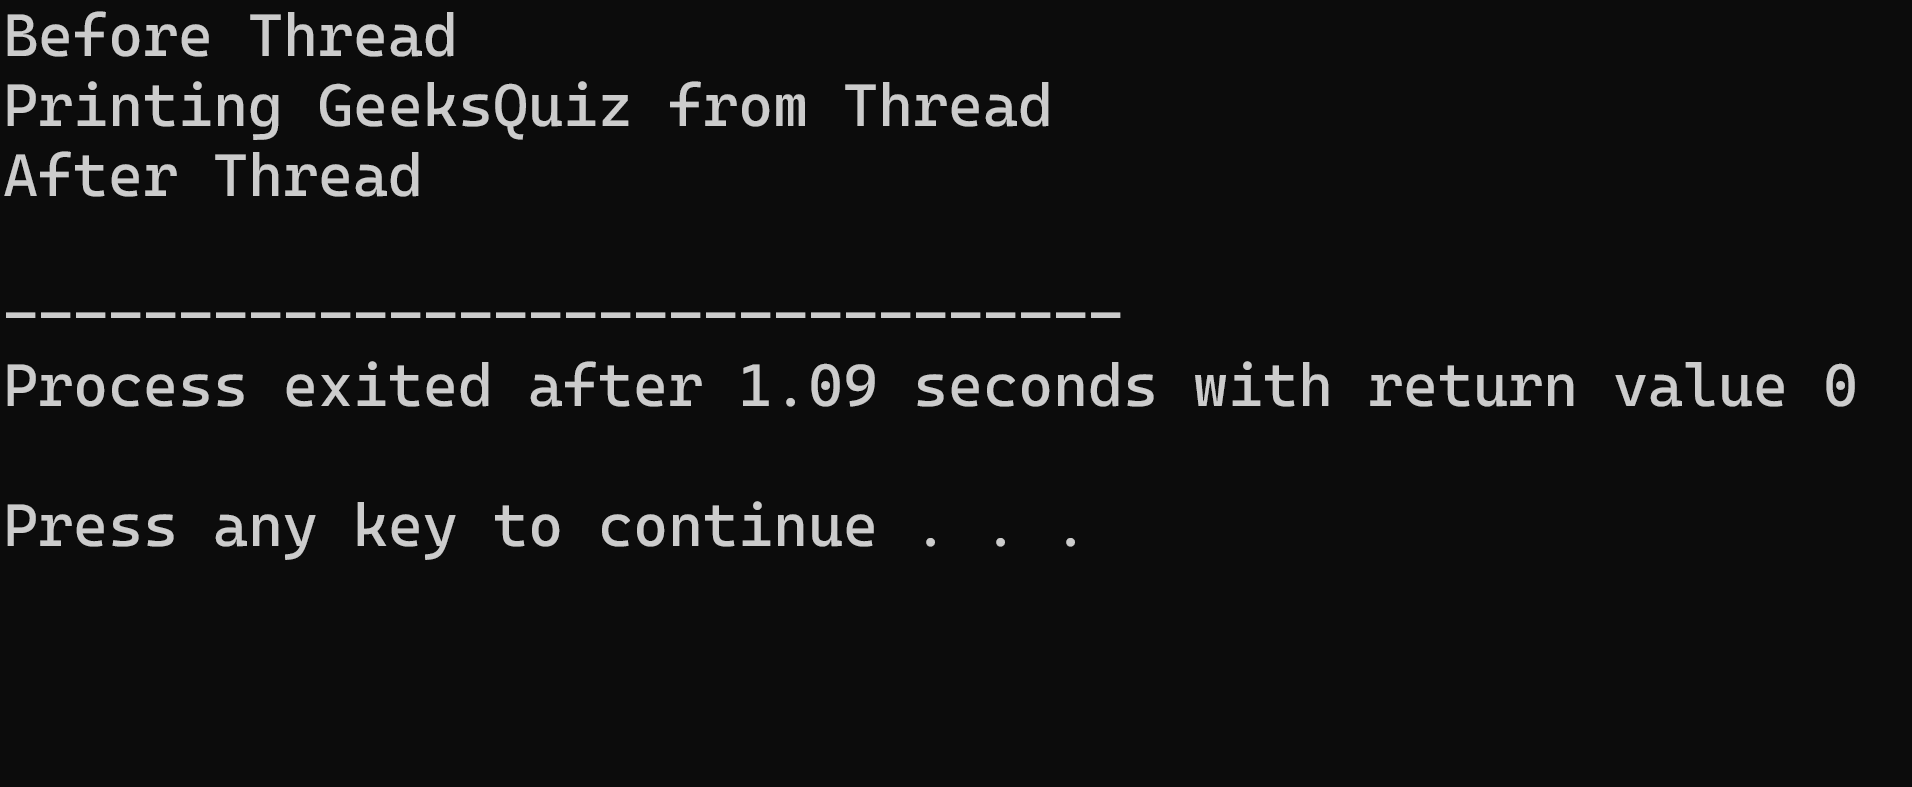 Before Thread
Printing GeeksQuiz from Thread
After Thread
--------------------------------
Process exited after 1.09 seconds with return value 0
Press any key to continue . . .